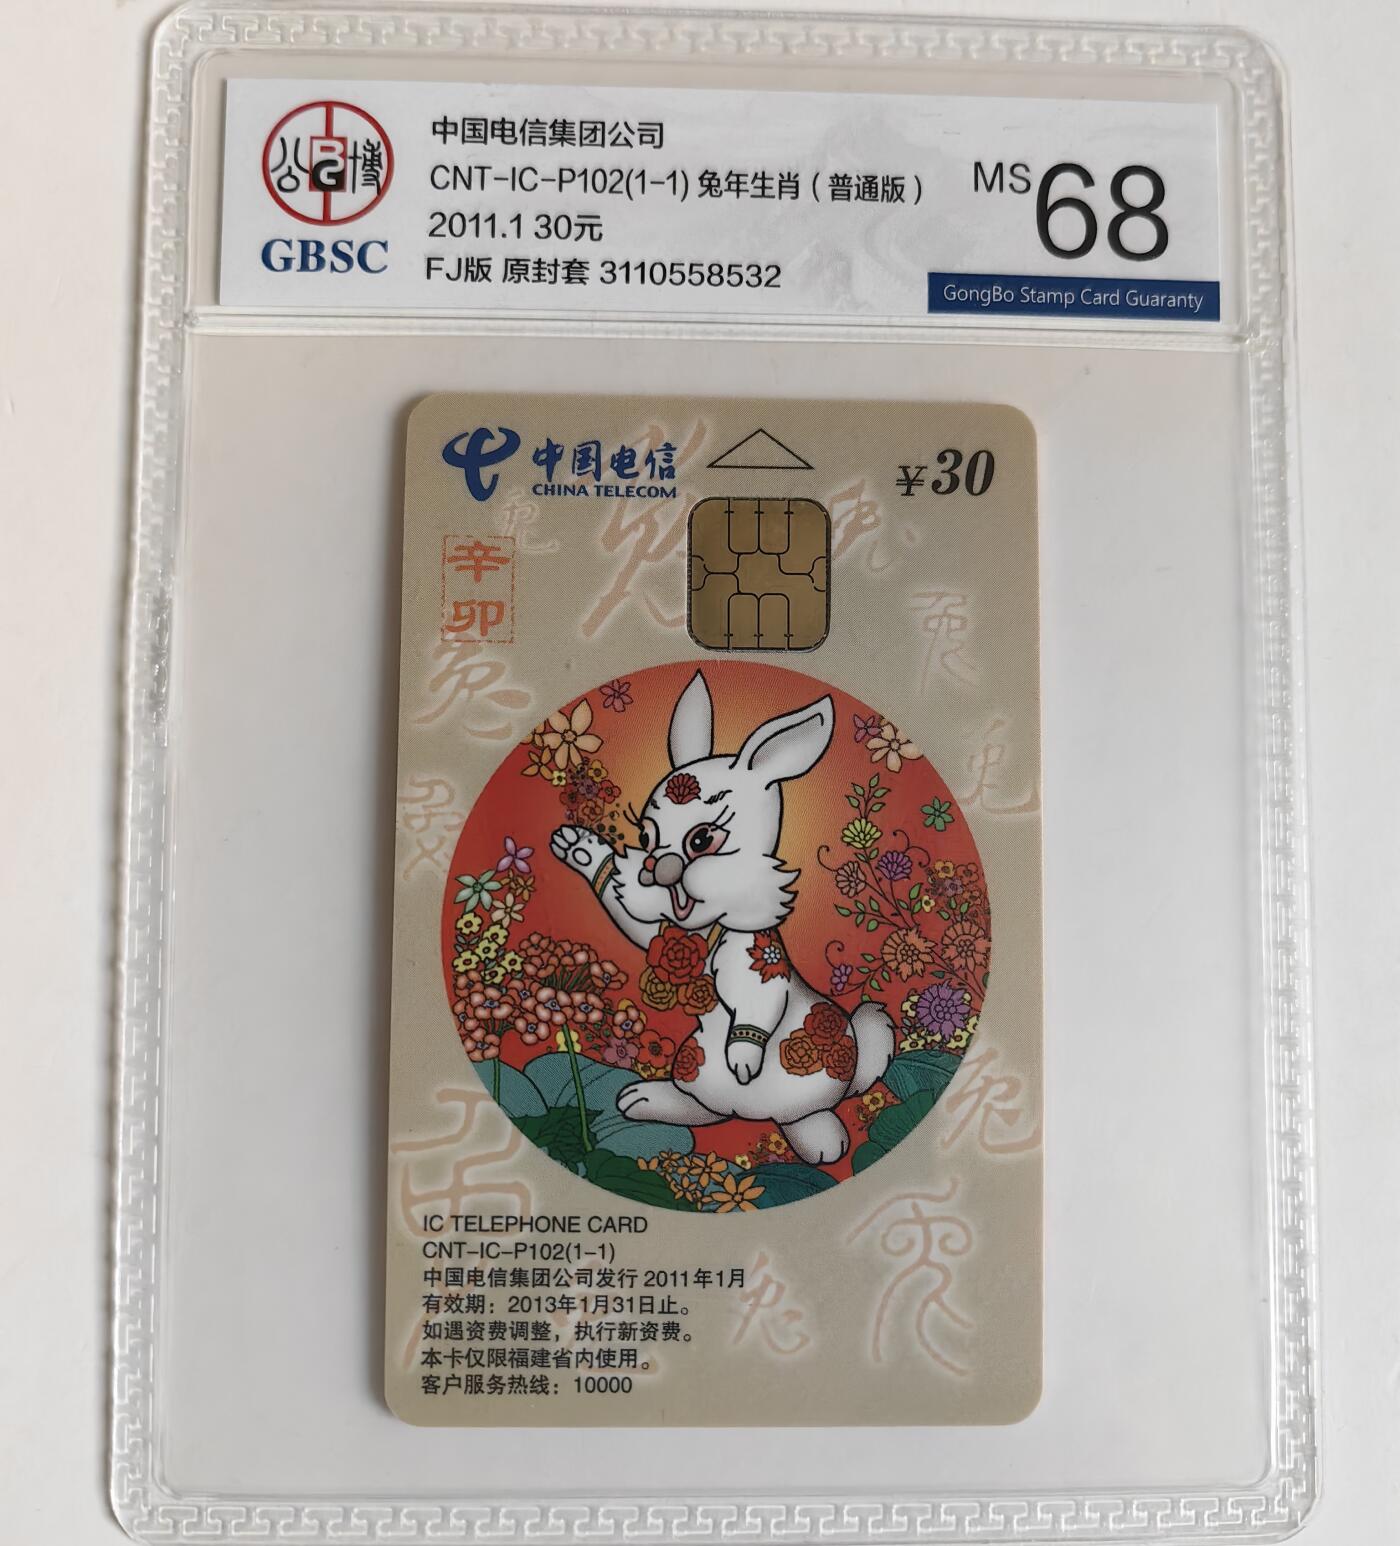 中国电信集团公司
CNT-IC-P102(1-1) 兔年生肖(普通版)
2011.1 30元
FJ版 原封套 3110558532
MS 68
公 BG 博
GBSC
GongBo Stamp Card Guaranty
中国电信
CHINA TELECOM
¥30
辛
卯
IC TELEPHONE CARD
CNT-IC-P102(1-1)
中国电信集团公司发行 2011年1月
有效期：2013年1月31日止。
如遇资费调整，执行新资费。
本卡仅限福建省内使用。
客户服务热线：10000